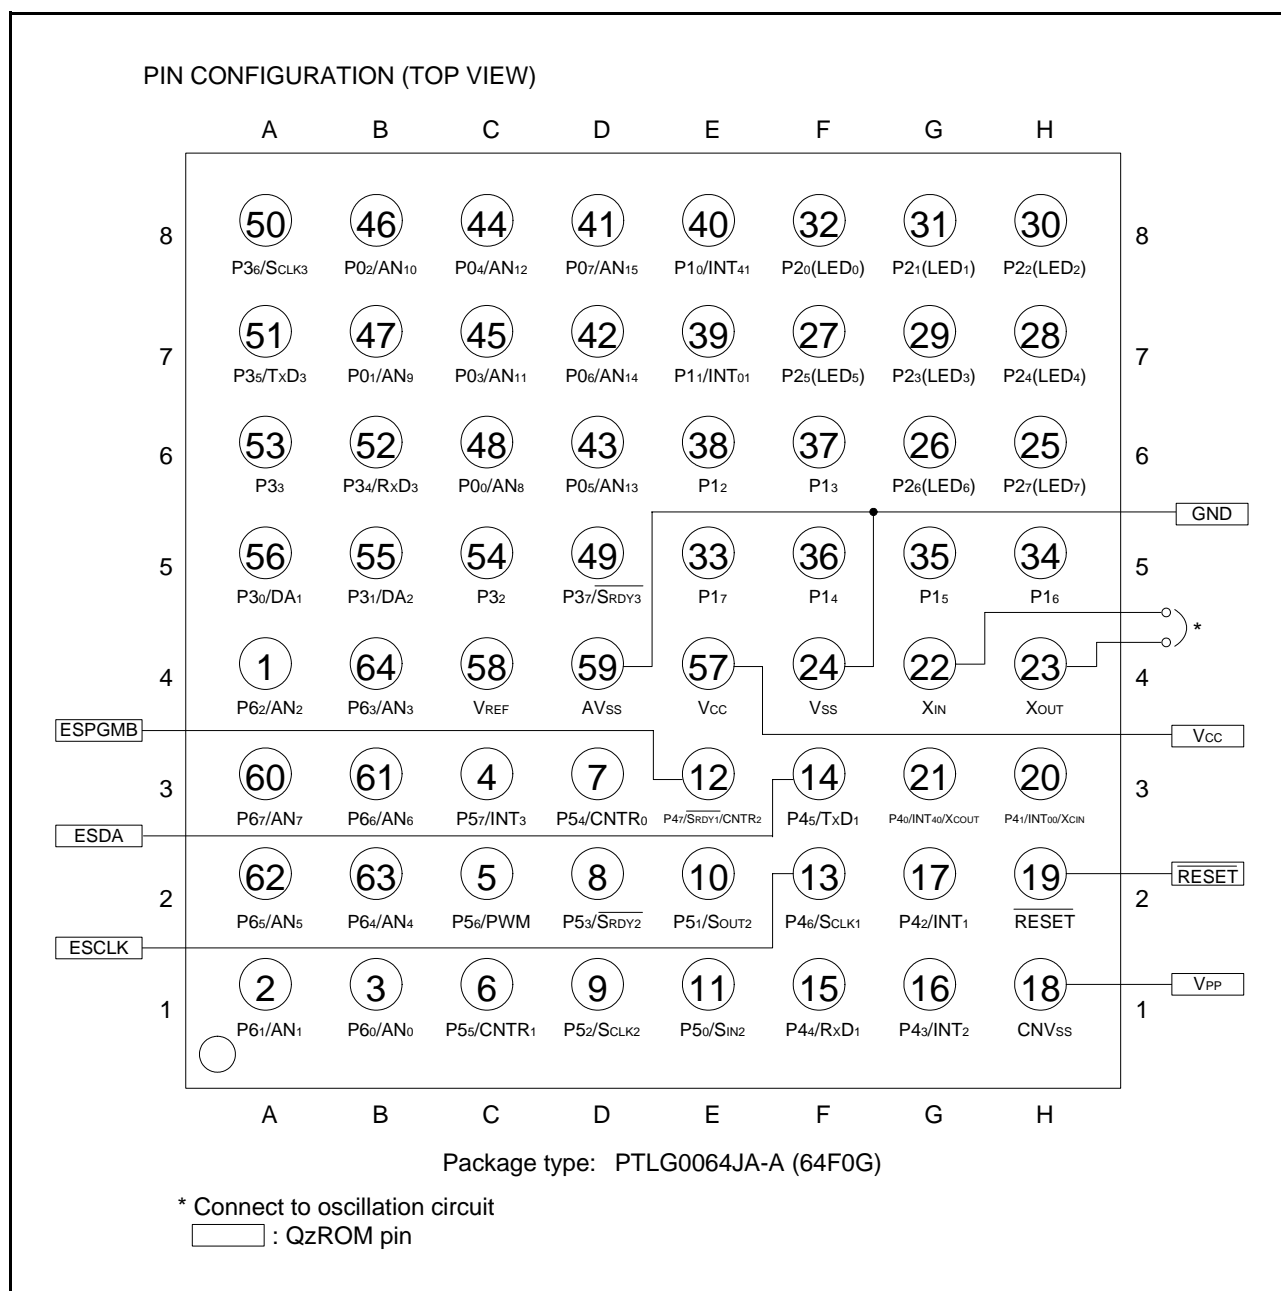 PIN CONFIGURATION (TOP VIEW)
A B C D E F G H
8 50 46 44 41 40 32 31 30 8
P36/SCLK3 P02/AN10 P04/AN12 P07/AN15 P10/INT41 P20(LED0) P21(LED1) P22(LED2)
7 51 47 45 42 39 27 29 28 7
P35/TxD3 P01/AN9 P03/AN11 P06/AN14 P11/INT01 P25(LED5) P23(LED3) P24(LED4)
6 53 52 48 43 38 37 26 25 6
P33 P34/RxD3 P00/AN8 P05/AN13 P12 P13 P26(LED6) P27(LED7)
GND
5 56 55 54 49 33 36 35 34 5
P30/DA1 P31/DA2 P32 P37/SRDY3 P17 P14 P15 P16
*
4 1 64 58 59 57 24 22 23 4
P62/AN2 P63/AN3 VREF AVSS VCC VSS XIN XOUT
ESPGMB
VCC
3 60 61 4 7 12 14 21 20 3
P67/AN7 P66/AN6 P57/INT3 P54/CNTR0 P47/SRDY1/CNTR2 P45/TxD1 P40/INT40/XCOUT P41/INT00/XCIN
ESDA
2 62 63 5 8 10 13 17 19 2 RESET
P65/AN5 P64/AN4 P56/PWM P53/SRDY2 P51/SOUT2 P46/SCLK1 P42/INT1 RESET
ESCLK
1 2 3 6 9 11 15 16 18 1 VPP
P61/AN1 P60/AN0 P55/CNTR1 P52/SCLK2 P50/SIN2 P44/RxD1 P43/INT2 CNVSS
A B C D E F G H
Package type: PTLG0064JA-A (64F0G)
* Connect to oscillation circuit
: QzROM pin